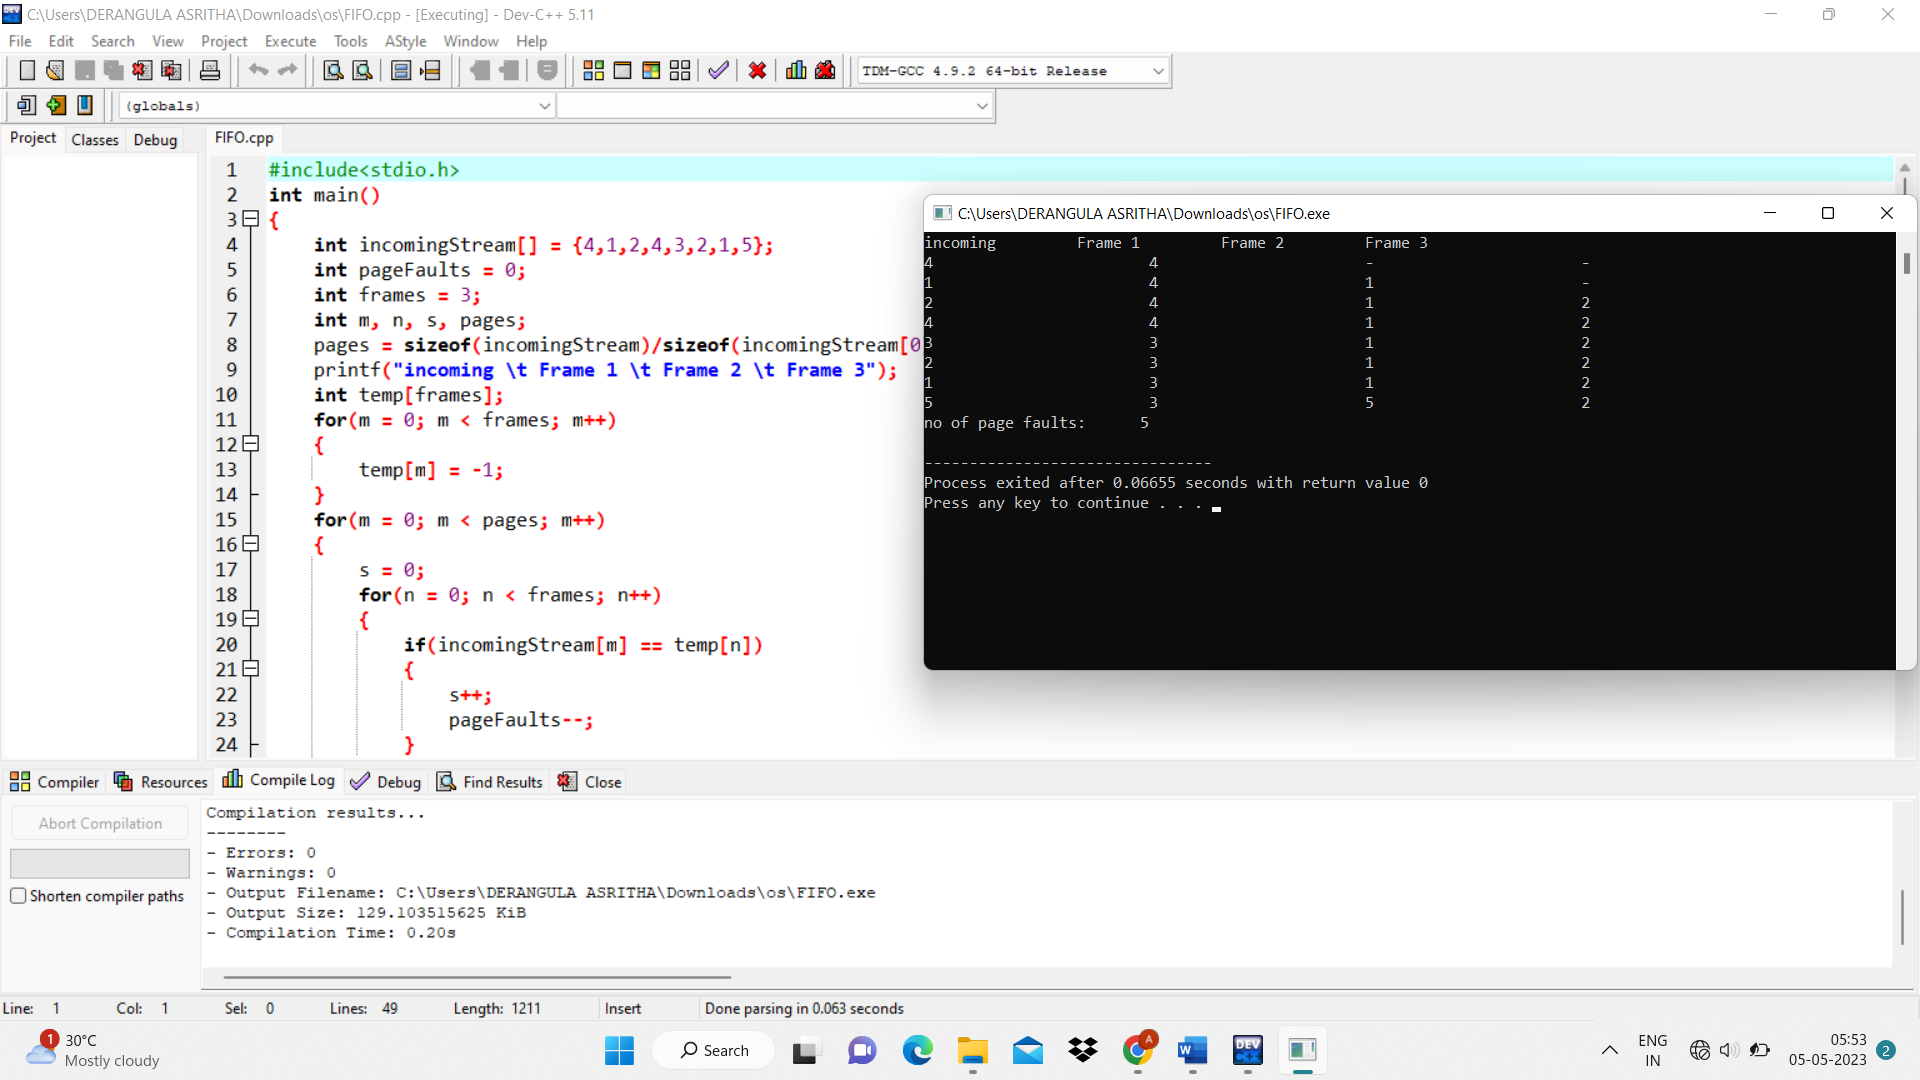 C:\Users\DERANGULA ASRITHA\Downloads\os\FIFO.cpp - [Executing] - Dev-C++ 5.11
File Edit Search View Project Execute Tools AStyle Window Help
TDM-GCC 4.9.2 64-bit Release
(globals)
Project Classes Debug
FIFO.cpp
1 #include<stdio.h>
2 int main()
3 {
4 int incomingStream[] = {4,1,2,4,3,2,1,5};
5 int pageFaults = 0;
6 int frames = 3;
7 int m, n, s, pages;
8 pages = sizeof(incomingStream)/sizeof(incomingStream[0
9 printf("incoming \t Frame 1 \t Frame 2 \t Frame 3");
10 int temp[frames];
11 for(m = 0; m < frames; m++)
12 {
13 temp[m] = -1;
14 }
15 for(m = 0; m < pages; m++)
16 {
17 s = 0;
18 for(n = 0; n < frames; n++)
19 {
20 if(incomingStream[m] == temp[n])
21 {
22 s++;
23 pageFaults--;
24 }
C:\Users\DERANGULA ASRITHA\Downloads\os\FIFO.exe
incoming Frame 1 Frame 2 Frame 3
4 4 - -
1 4 1 -
2 4 1 2
4 4 1 2
3 3 1 2
2 3 1 2
1 3 1 2
5 3 5 2
no of page faults: 5
--------------------------------
Process exited after 0.06655 seconds with return value 0
Press any key to continue . . .
Compiler Resources Compile Log Debug Find Results Close
Abort Compilation
Shorten compiler paths
Compilation results...
--------
- Errors: 0
- Warnings: 0
- Output Filename: C:\Users\DERANGULA ASRITHA\Downloads\os\FIFO.exe
- Output Size: 129.103515625 KiB
- Compilation Time: 0.20s
Line: 1 Col: 1 Sel: 0 Lines: 49 Length: 1211 Insert Done parsing in 0.063 seconds
1
30°C
Mostly cloudy
Search
A
W
DEV
C++
ENG
IN
05:53
05-05-2023
2